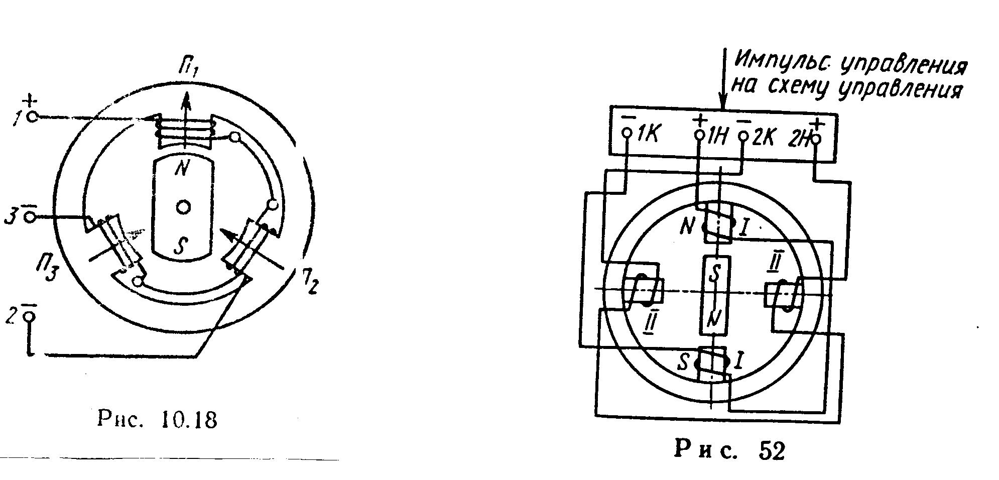 П₁
+
1
N
S
3 −
П₃
П₂
2 −
Рис. 10.18
Импульс управления
на схему управления
− 1К + 1Н − 2К 2Н +
N I
S
II
N
II
S I
Рис. 52